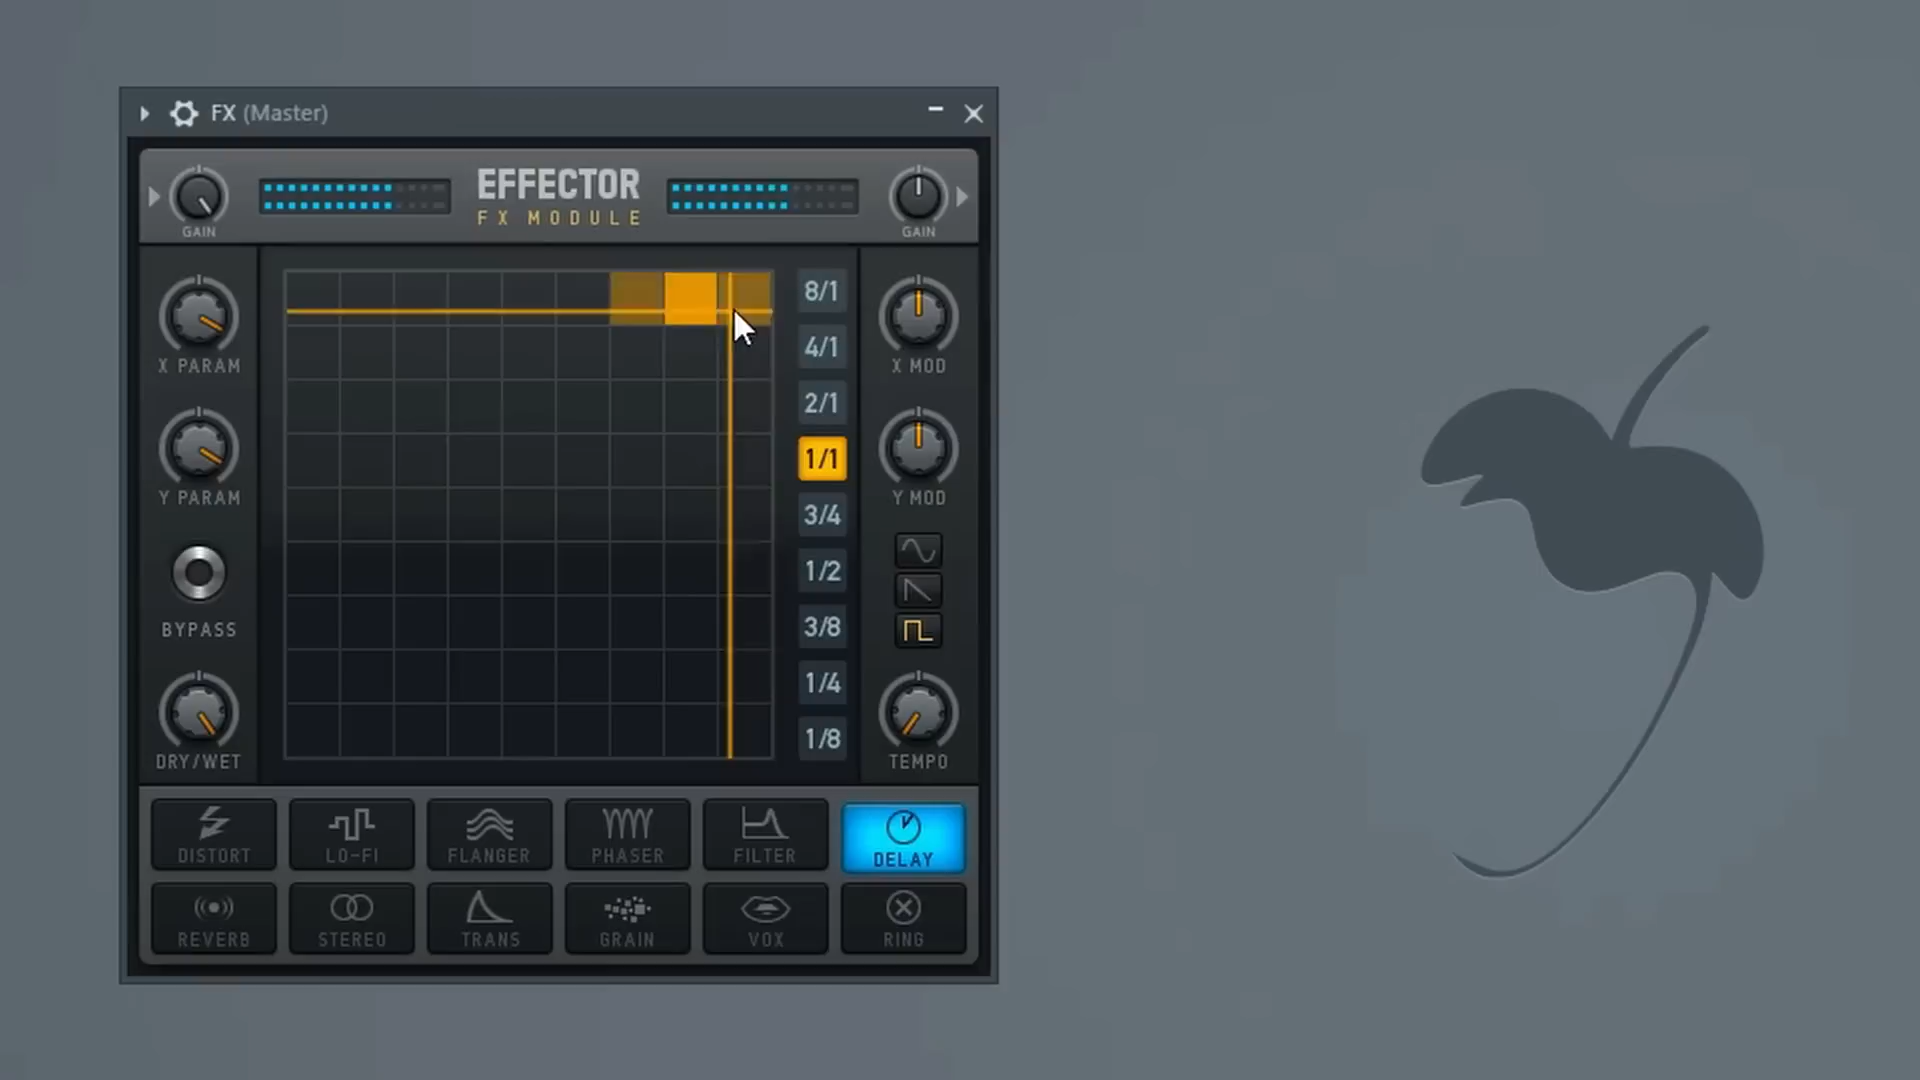 FX (Master)
EFFECTOR
FX MODULE
GAIN
GAIN
X PARAM
Y PARAM
BYPASS
DRY/WET
8/1
4/1
2/1
1/1
3/4
1/2
3/8
1/4
1/8
X MOD
Y MOD
TEMPO
DISTORT
LO-FI
FLANGER
PHASER
FILTER
DELAY
REVERB
STEREO
TRANS
GRAIN
VOX
RING